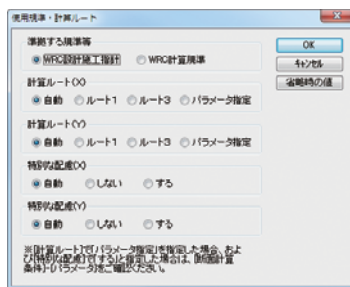 使用規準・計算ルート
準拠する規準等
WRC設計施工指針 WRC計算規準
OK
キャンセル
省略時の値
計算ルート(X)
自動 ルート1 ルート3 パラメータ指定
計算ルート(Y)
自動 ルート1 ルート3 パラメータ指定
特別な配慮(X)
自動 しない する
特別な配慮(Y)
自動 しない する
※[計算ルート]で「パラメータ指定」を指定した場合、およ
び[特別な配慮]で「する」と指定した場合は、[断面計算
条件]-[パラメータ]をご確認ください。